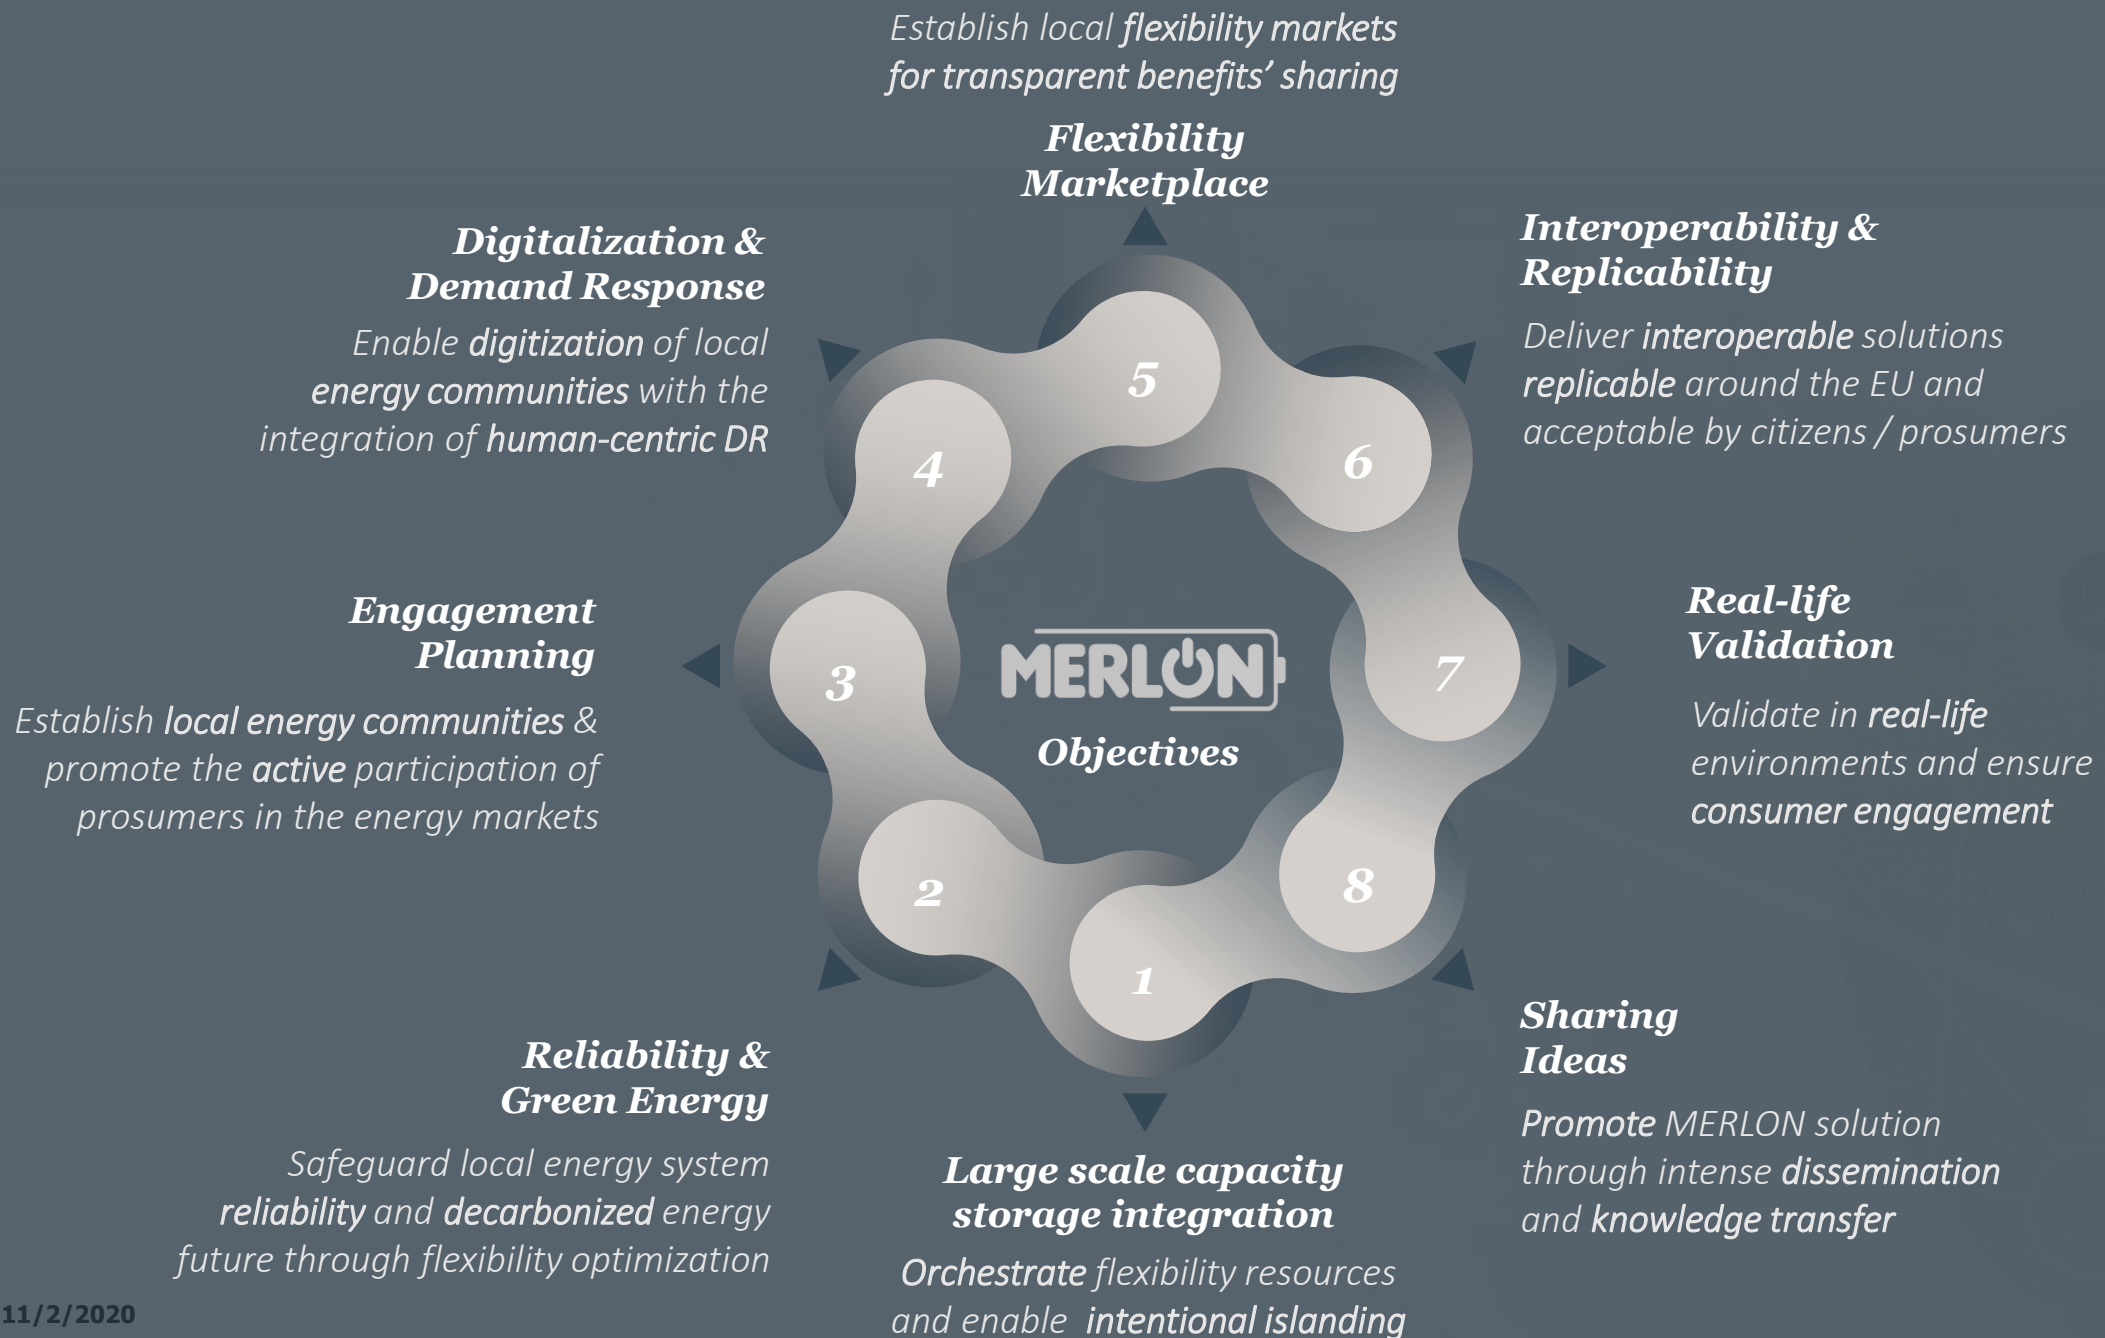 Establish local flexibility markets
for transparent benefits’ sharing
Flexibility
Marketplace
Digitalization &
Demand Response
Enable digitization of local
energy communities with the
integration of human-centric DR
Interoperability &
Replicability
Deliver interoperable solutions
replicable around the EU and
acceptable by citizens / prosumers
5
4
6
Engagement
Planning
Establish local energy communities &
promote the active participation of
prosumers in the energy markets
3
MERLON
Objectives
7
Real-life
Validation
Validate in real-life
environments and ensure
consumer engagement
2
8
1
Reliability &
Green Energy
Safeguard local energy system
reliability and decarbonized energy
future through flexibility optimization
Large scale capacity
storage integration
Orchestrate flexibility resources
and enable intentional islanding
Sharing
Ideas
Promote MERLON solution
through intense dissemination
and knowledge transfer
11/2/2020